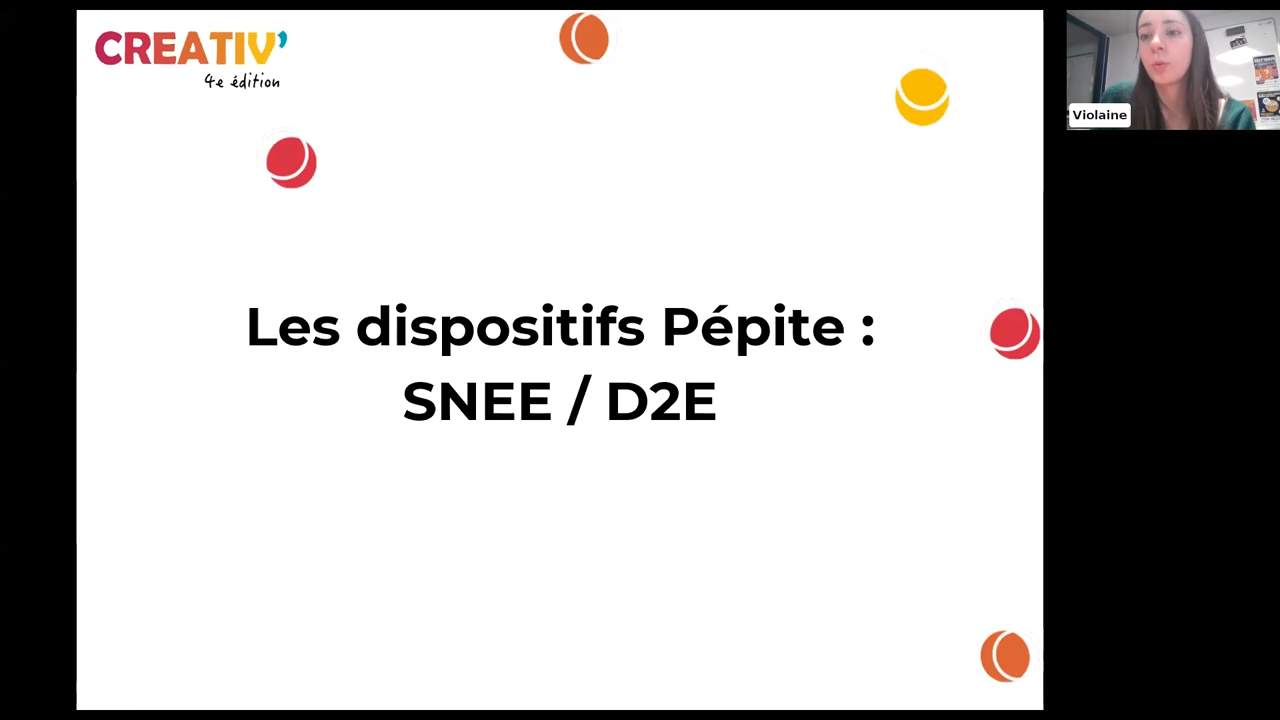 CREATIV'
4e édition
Les dispositifs Pépite :
SNEE / D2E
Violaine